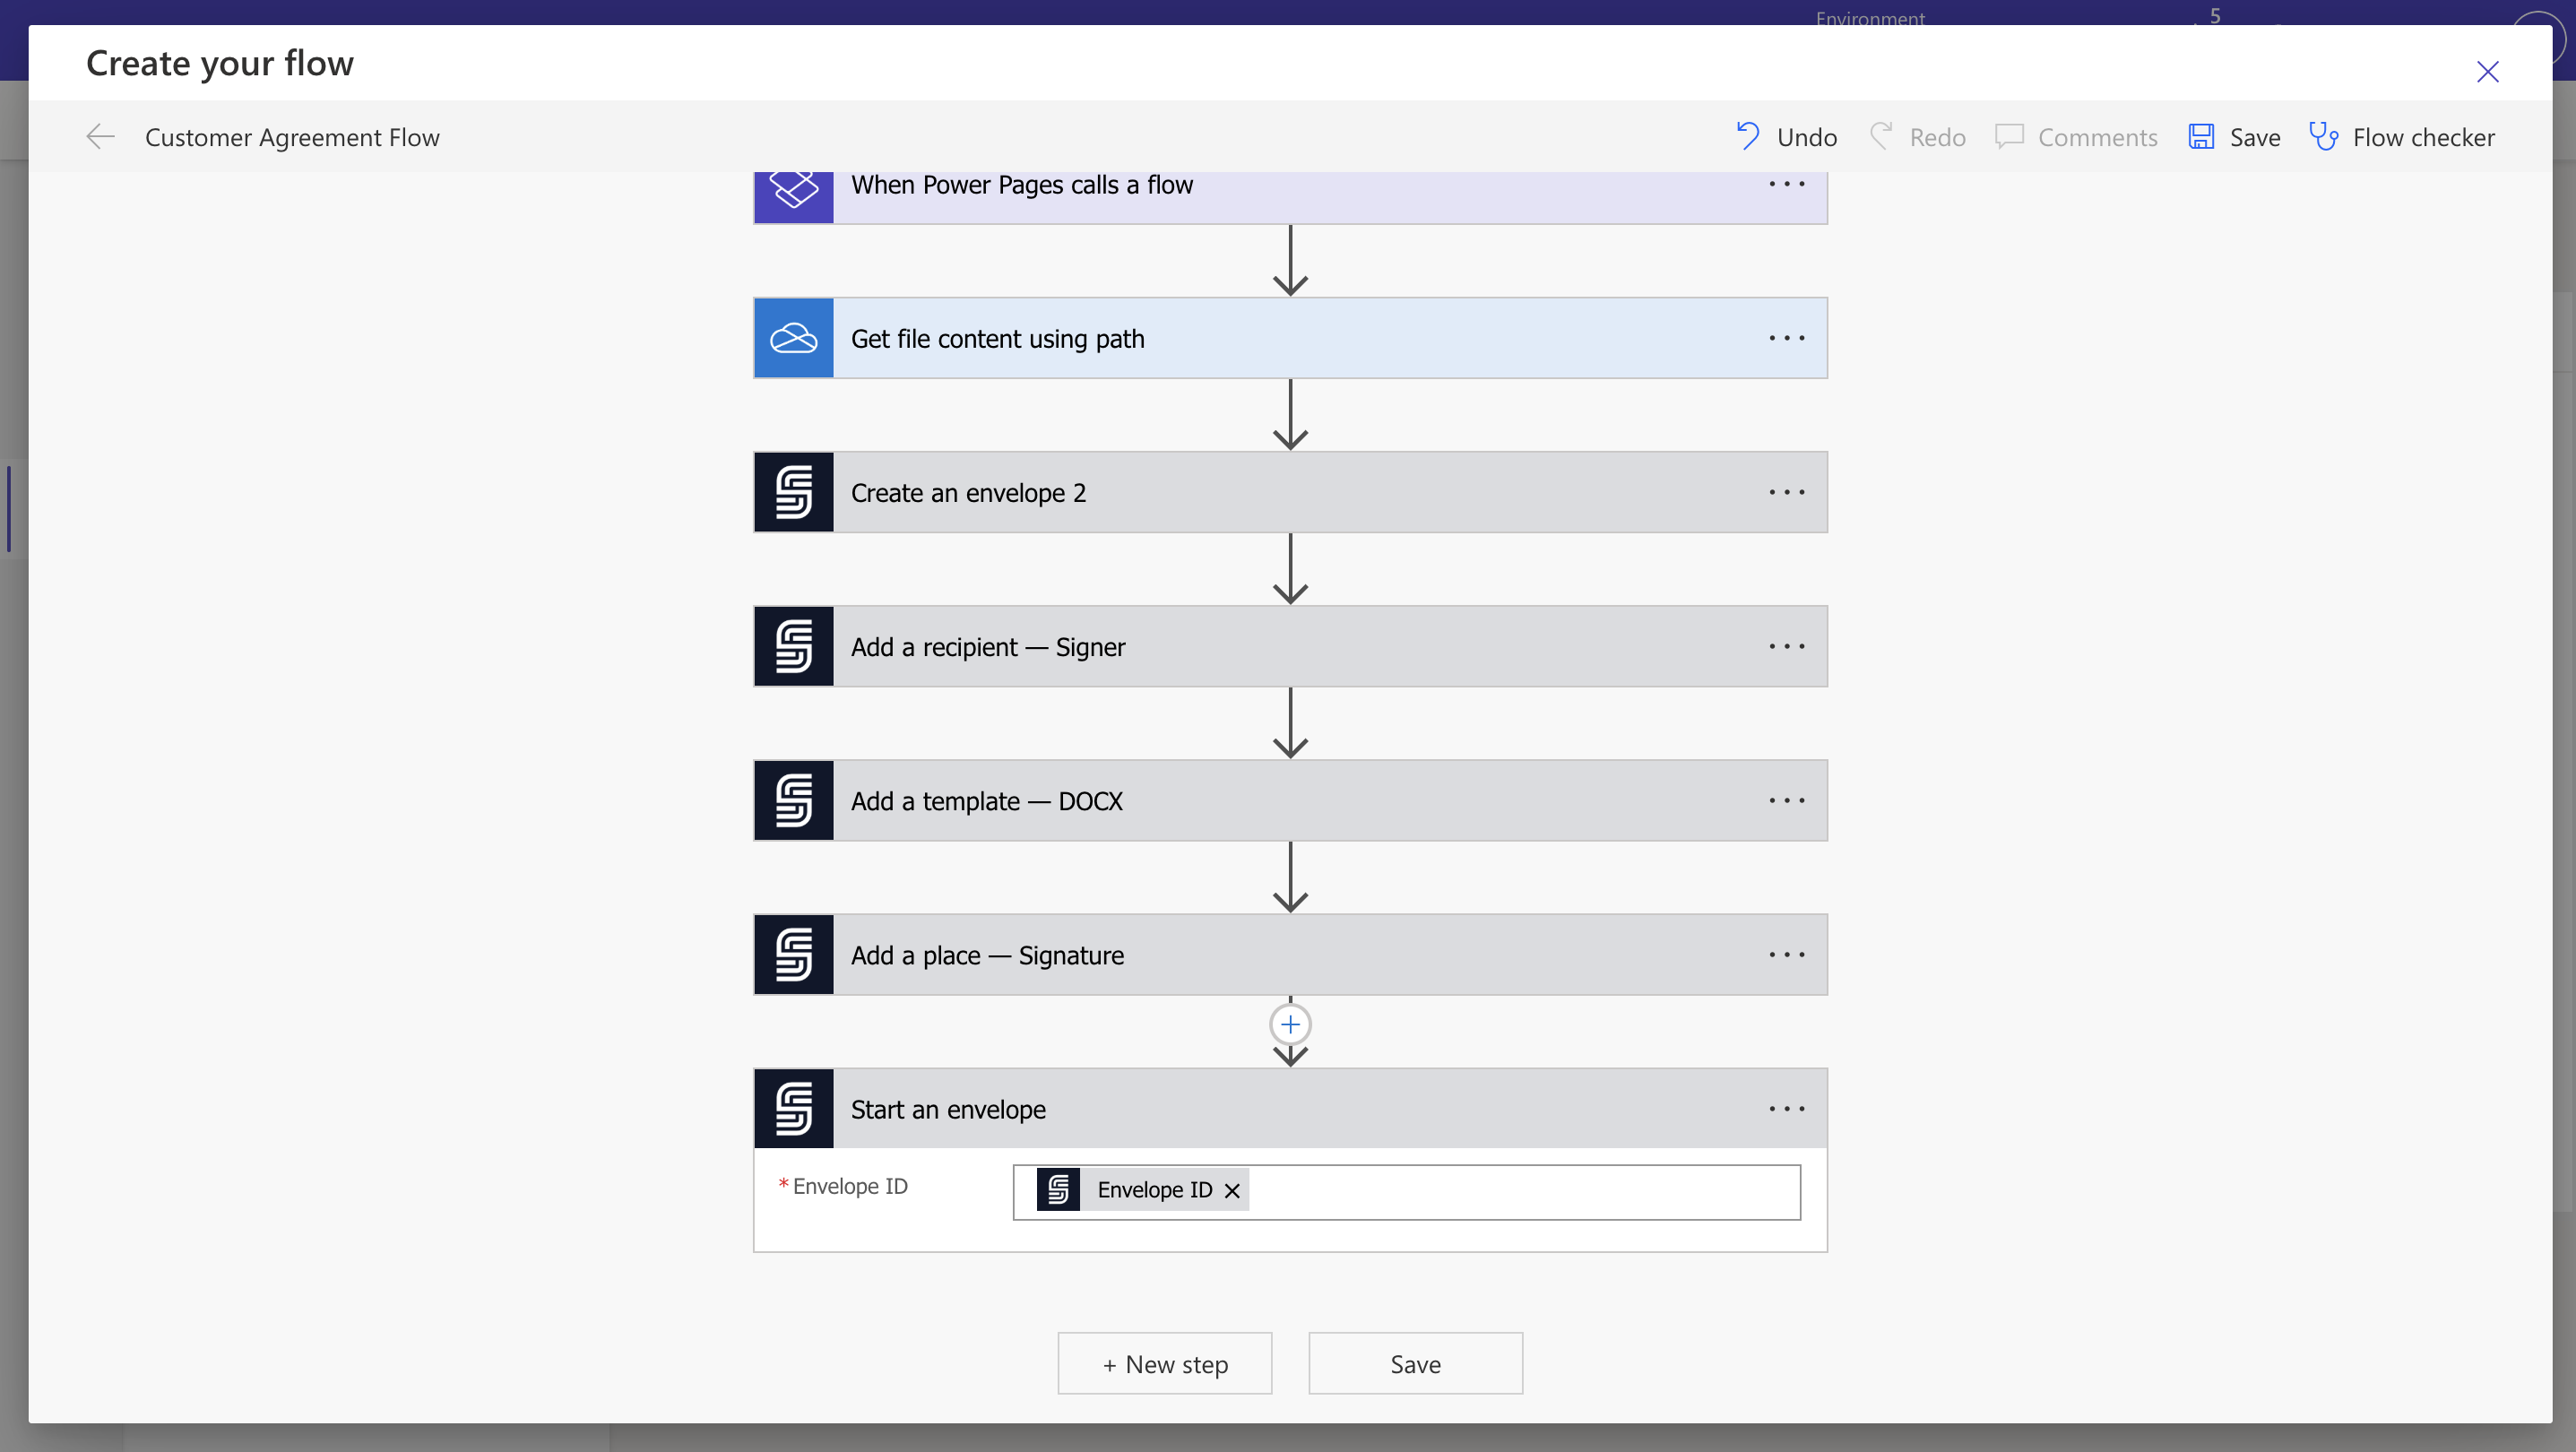 Environment
5
Create your flow
Customer Agreement Flow
Undo
Redo
Comments
Save
Flow checker
When Power Pages calls a flow
Get file content using path
Create an envelope 2
Add a recipient — Signer
Add a template — DOCX
Add a place — Signature
Start an envelope
* Envelope ID
Envelope ID
+ New step
Save